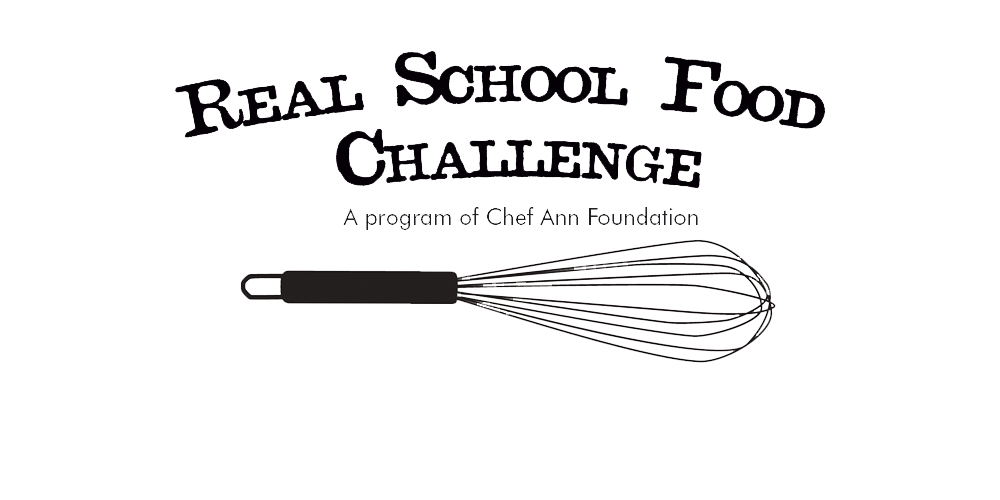 Real School Food
Challenge
A program of Chef Ann Foundation